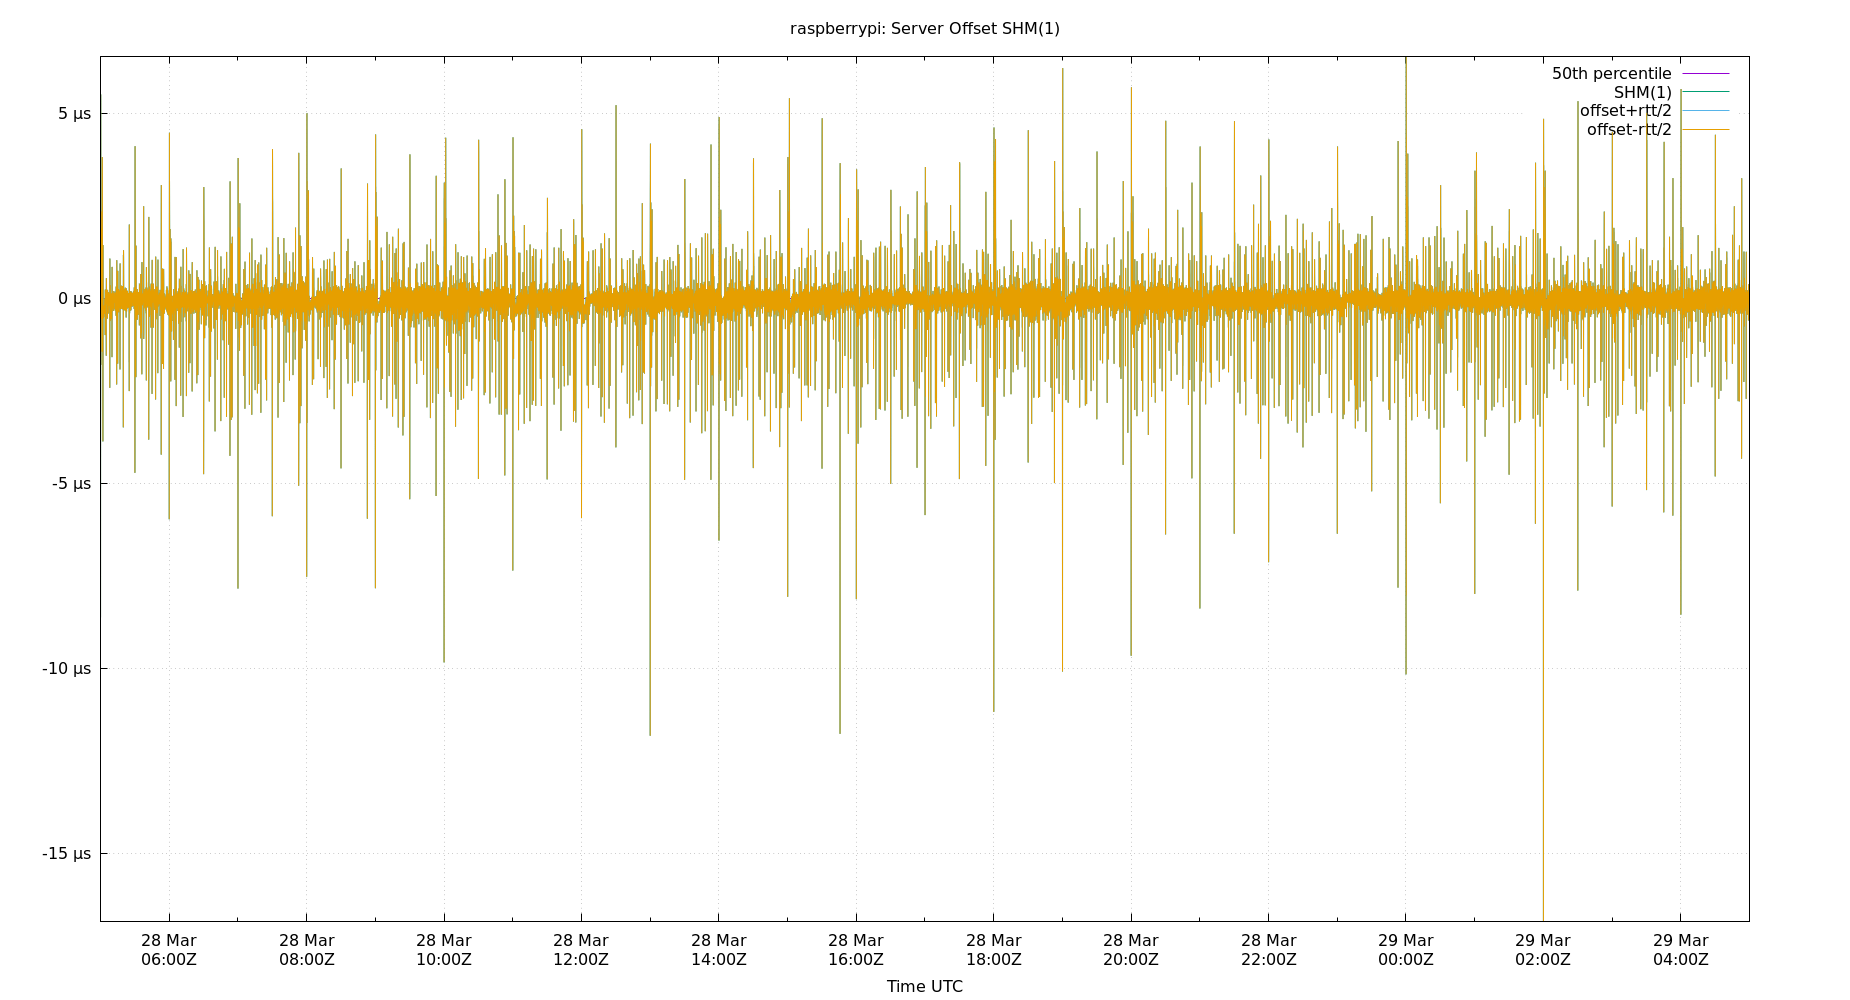 raspberrypi: Server Offset SHM(1)
50th percentile
SHM(1)
offset+rtt/2
offset-rtt/2
5 µs
0 µs
-5 µs
-10 µs
-15 µs
28 Mar 28 Mar 28 Mar 28 Mar 28 Mar 28 Mar 28 Mar 28 Mar 28 Mar 29 Mar 29 Mar 29 Mar
06:00Z 08:00Z 10:00Z 12:00Z 14:00Z 16:00Z 18:00Z 20:00Z 22:00Z 00:00Z 02:00Z 04:00Z
Time UTC